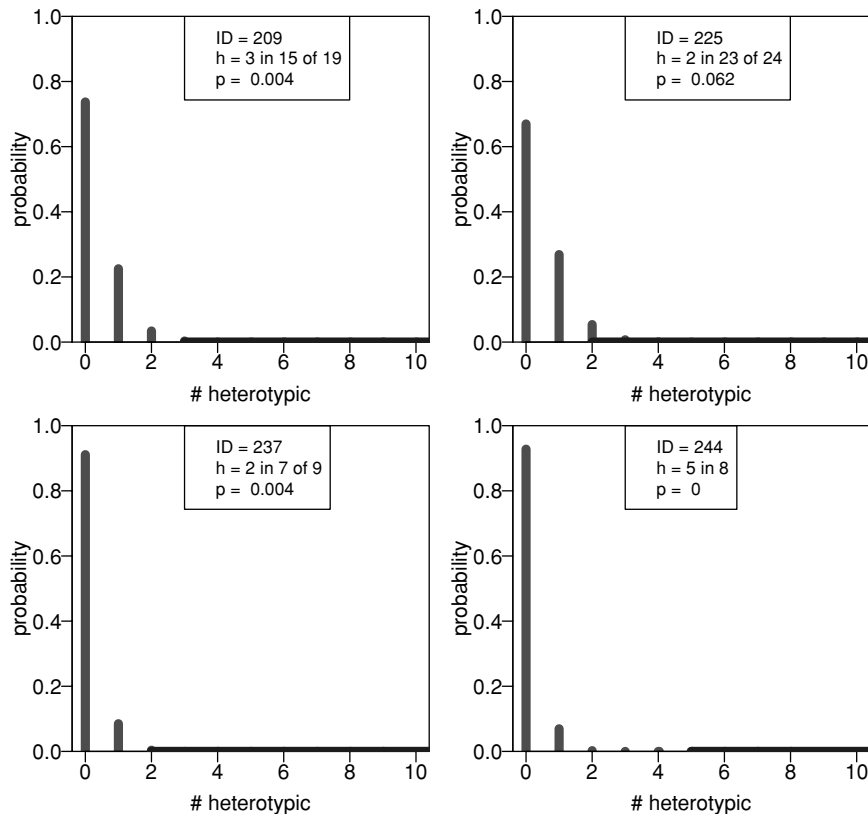 ID = 209
h = 3 in 15 of 19
p =  0.004
probability
1.0
0.8
0.6
0.4
0.2
0.0
0 2 4 6 8 10
# heterotypic
ID = 225
h = 2 in 23 of 24
p =  0.062
probability
1.0
0.8
0.6
0.4
0.2
0.0
0 2 4 6 8 10
# heterotypic
ID = 237
h = 2 in 7 of 9
p =  0.004
probability
1.0
0.8
0.6
0.4
0.2
0.0
0 2 4 6 8 10
# heterotypic
ID = 244
h = 5 in 8
p =  0
probability
1.0
0.8
0.6
0.4
0.2
0.0
0 2 4 6 8 10
# heterotypic